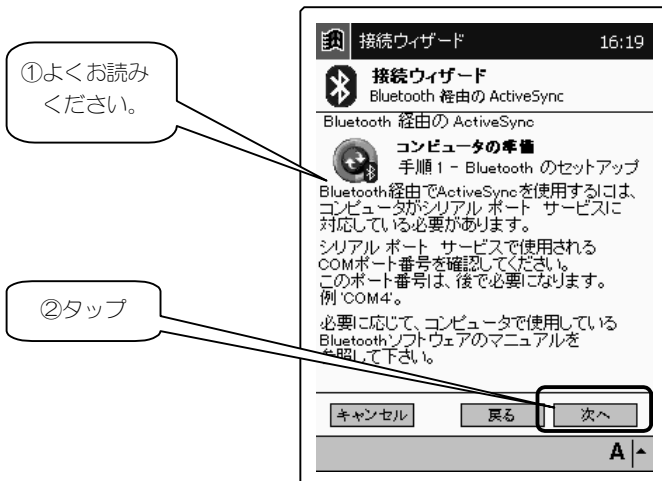 ①よくお読み
ください。
②タップ
接続ウィザード 16:19
接続ウィザード
Bluetooth 経由の ActiveSync
Bluetooth 経由の ActiveSync
コンピュータの準備
手順 1 - Bluetooth のセットアップ
Bluetooth経由でActiveSyncを使用するには、
コンピュータがシリアル ポート サービスに
対応している必要があります。
シリアル ポート サービスで使用される
COMポート番号を確認してください。
このポート番号は、後で必要になります。
例 'COM4'。
必要に応じて、コンピュータで使用している
Bluetoothソフトウェアのマニュアルを
参照して下さい。
キャンセル 戻る 次へ
A